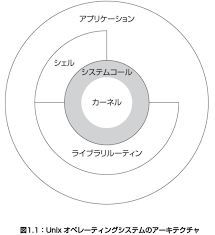 アプリケーション
シェル
システムコール
カーネル
ライブラリルーティン
図1.1：Unix オペレーティングシステムのアーキテクチャ